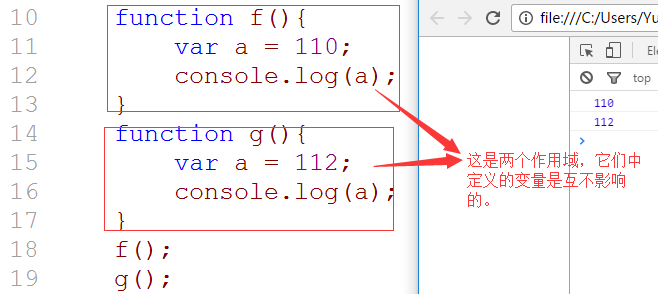 10 function f(){
11 var a = 110;
12 console.log(a);
13 }
14 function g(){
15 var a = 112;
16 console.log(a);
17 }
18 f();
19 g();
file:///C:/Users/Yu
Ele
top
110
112
>
这是两个作用域，它们中
定义的变量是互不影响
的。